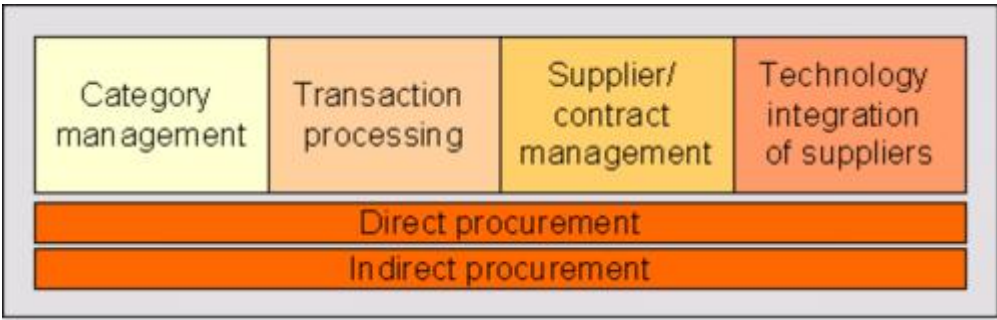 Category
management
Transaction
processing
Supplier/
contract
management
Technology
integration
of suppliers
Direct procurement
Indirect procurement